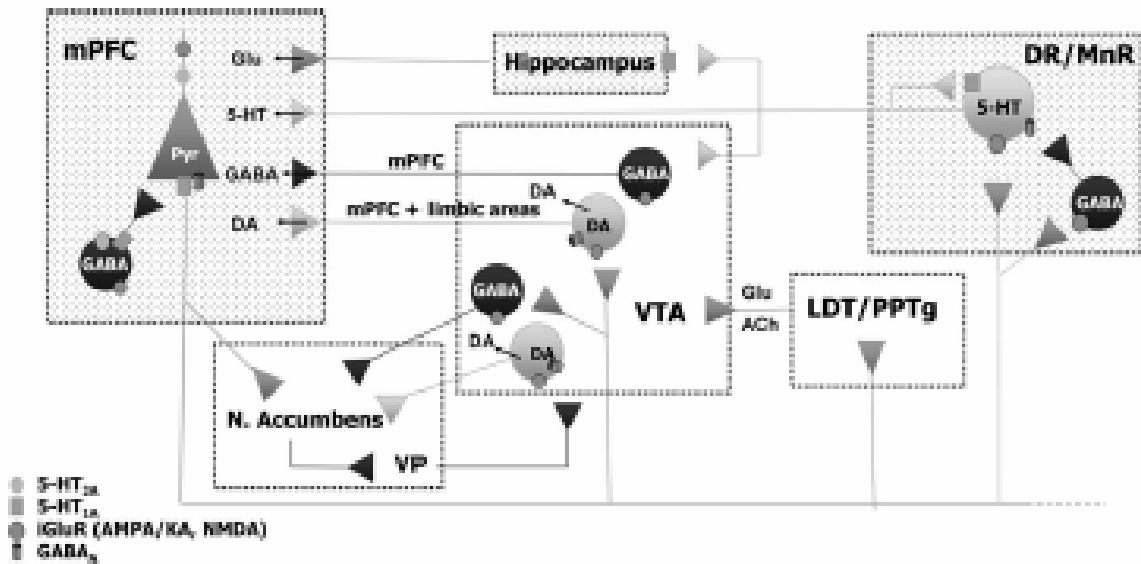 mPFC
Glu
5-HT
GABA
DA
Pyr
GABA
Hippocampus
DR/MnR
5-HT
GABA
mPFC
mPFC + limbic areas
GABA
DA
DA
GABA
DA
DA
VTA
Glu
ACh
LDT/PPTg
N. Accumbens
VP
5-HT2A
5-HT1A
iGluR (AMPA/KA, NMDA)